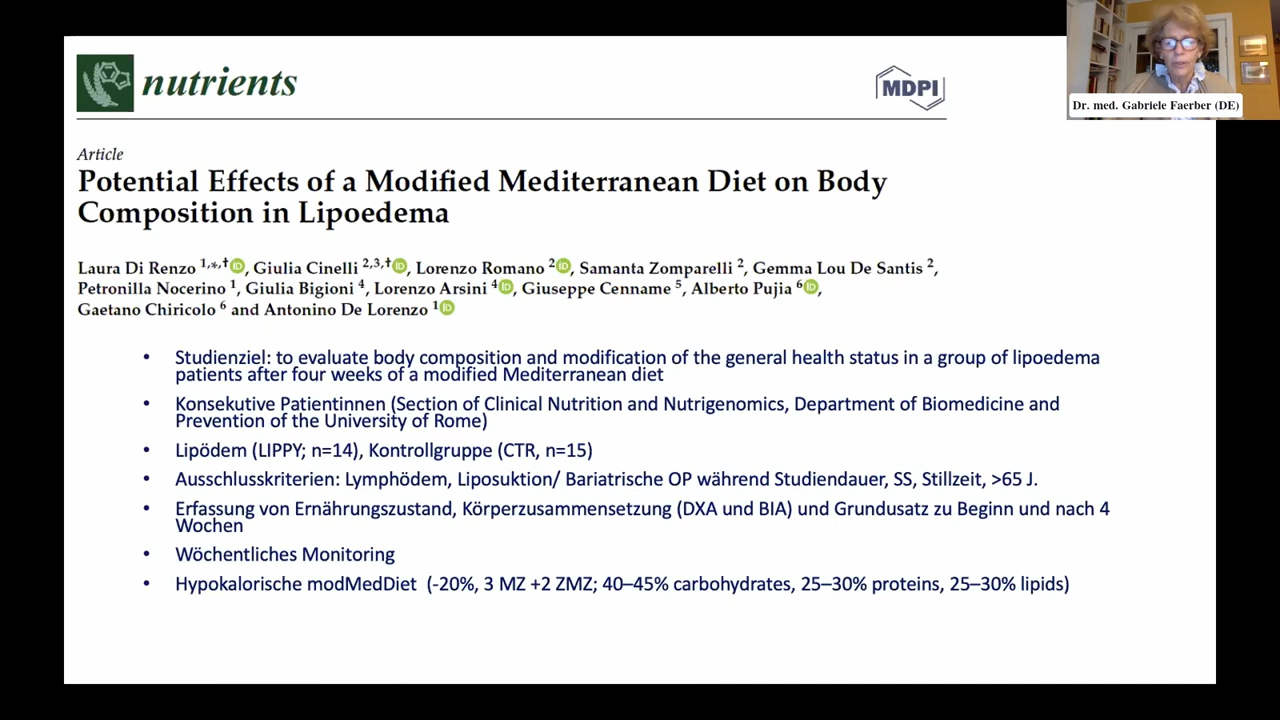 nutrients
MDPI
Dr. med. Gabriele Faerber (DE)
Article
Potential Effects of a Modified Mediterranean Diet on Body
Composition in Lipoedema
Laura Di Renzo 1,*,† iD, Giulia Cinelli 2,3,† iD, Lorenzo Romano 2 iD, Samanta Zomparelli 2, Gemma Lou De Santis 2,
Petronilla Nocerino 1, Giulia Bigioni 4, Lorenzo Arsini 4 iD, Giuseppe Cenname 5, Alberto Pujia 6 iD,
Gaetano Chiricolo 6 and Antonino De Lorenzo 1 iD
• Studienziel: to evaluate body composition and modification of the general health status in a group of lipoedema
patients after four weeks of a modified Mediterranean diet
• Konsekutive Patientinnen (Section of Clinical Nutrition and Nutrigenomics, Department of Biomedicine and
Prevention of the University of Rome)
• Lipödem (LIPPY; n=14), Kontrollgruppe (CTR, n=15)
• Ausschlusskriterien: Lymphödem, Liposuktion/ Bariatrische OP während Studiendauer, SS, Stillzeit, >65 J.
• Erfassung von Ernährungszustand, Körperzusammensetzung (DXA und BIA) und Grundusatz zu Beginn und nach 4
Wochen
• Wöchentliches Monitoring
• Hypokalorische modMedDiet (-20%, 3 MZ +2 ZMZ; 40–45% carbohydrates, 25–30% proteins, 25–30% lipids)